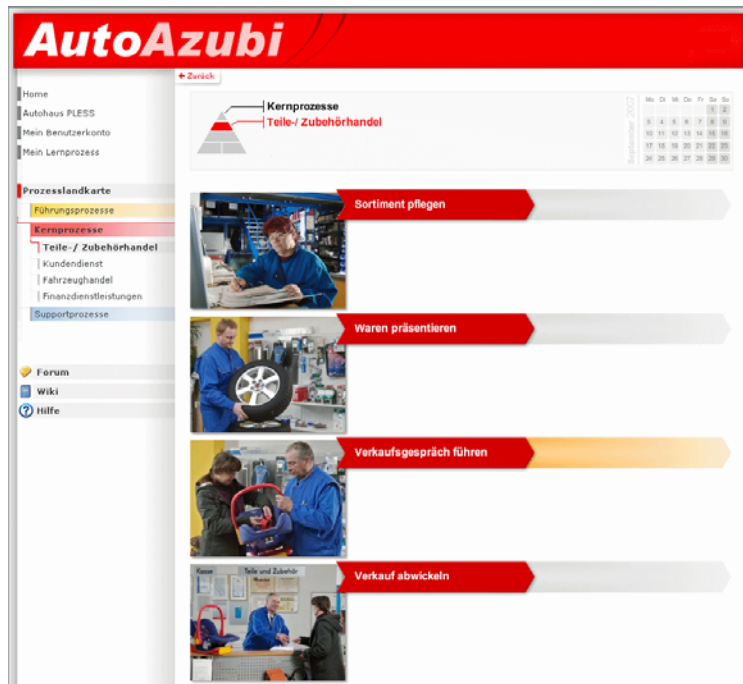 AutoAzubi
Zurück
Home
Autohaus PLESS
Mein Benutzerkonto
Mein Lernprozess
Prozesslandkarte
Führungsprozesse
Kernprozesse
Teile-/ Zubehörhandel
Kundendienst
Fahrzeughandel
Finanzdienstleistungen
Supportprozesse
Forum
Wiki
Hilfe
Kernprozesse
Teile-/ Zubehörhandel
September 2007
Mo Di Mi Do Fr Sa So
1 2
3 4 5 6 7 8 9
10 11 12 13 14 15 16
17 18 19 20 21 22 23
24 25 26 27 28 29 30
Sortiment pflegen
Waren präsentieren
Verkaufsgespräch führen
Verkauf abwickeln
Kasse Teile und Zubehör